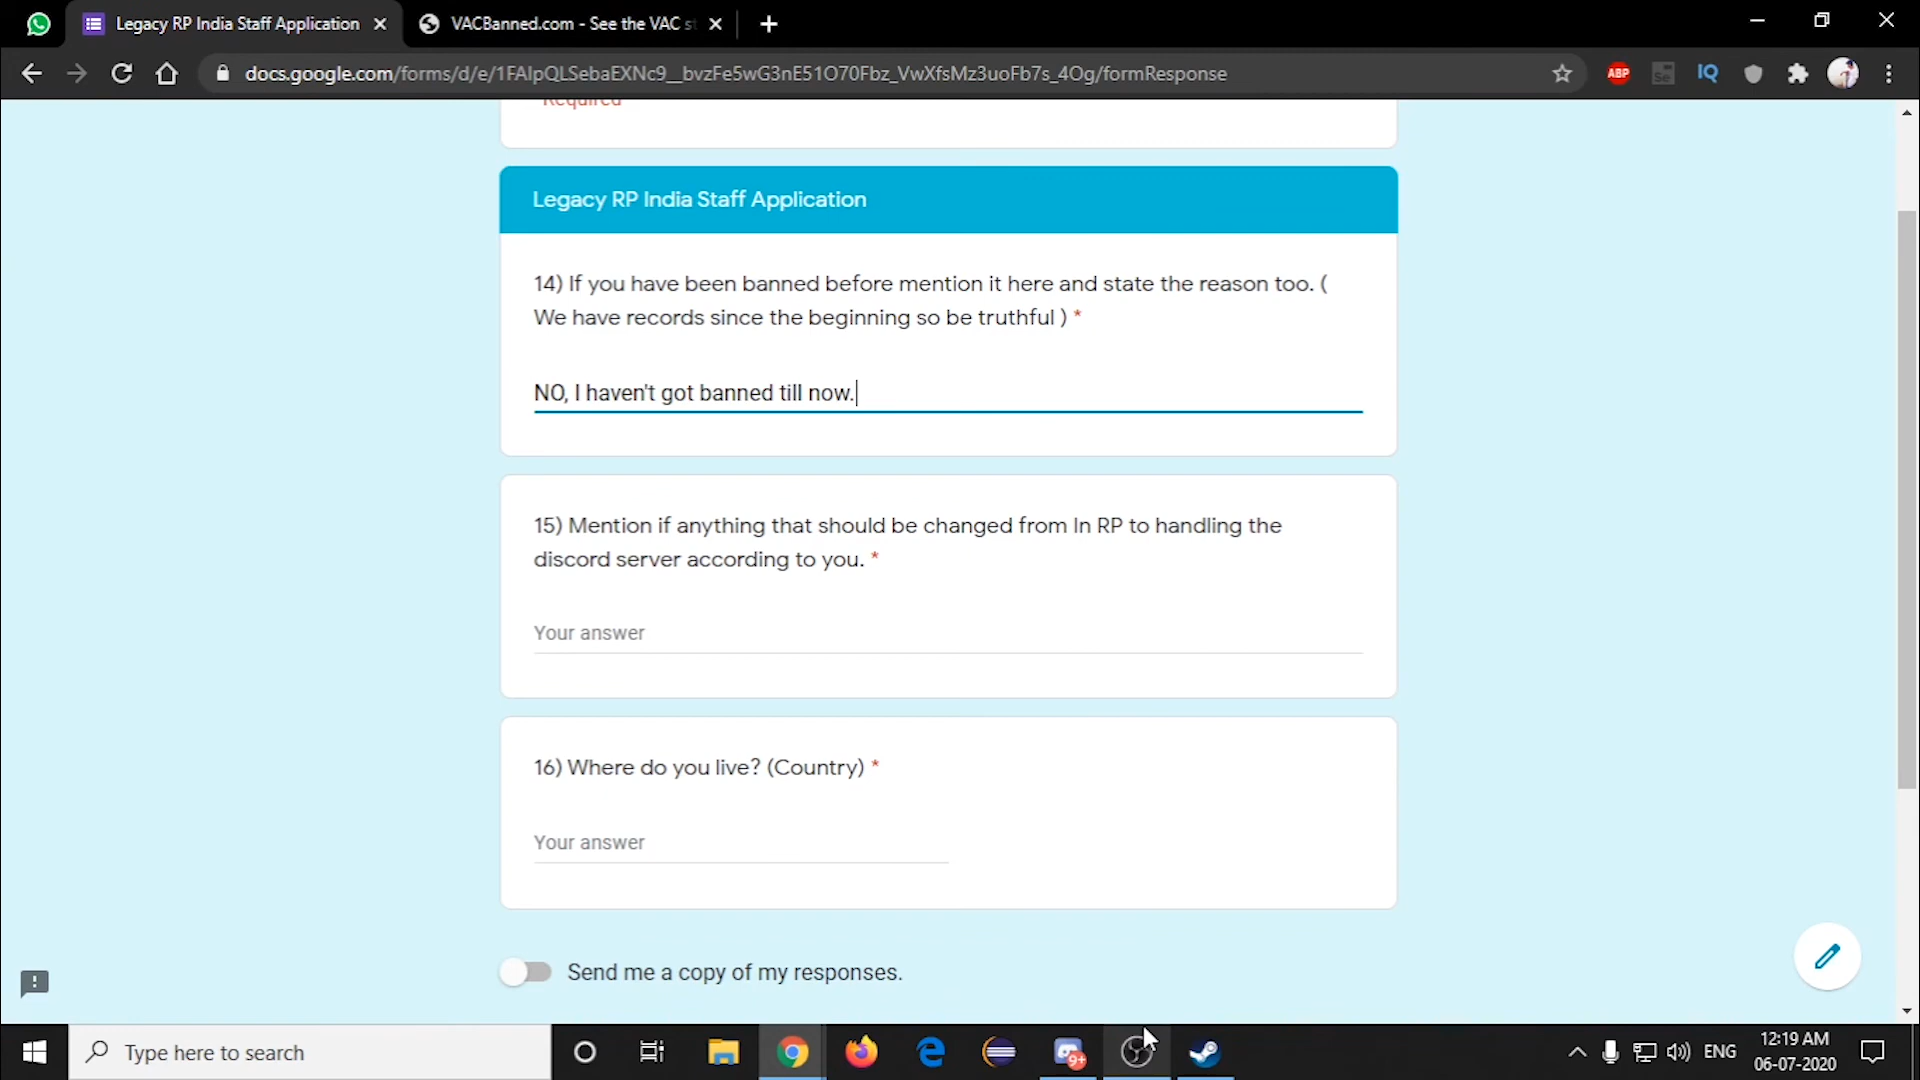 Legacy RP India Staff Application
VACBanned.com - See the VAC s
docs.google.com/forms/d/e/1FAIpQLSebaEXNc9__bvzFe5wG3nE51O70Fbz_VwXfsMz3uoFb7s_4Og/formResponse
ABP
Se
IQ
Required
Legacy RP India Staff Application
14) If you have been banned before mention it here and state the reason too. (
We have records since the beginning so be truthful ) *
NO, I haven't got banned till now.
15) Mention if anything that should be changed from In RP to handling the
discord server according to you. *
Your answer
16) Where do you live? (Country) *
Your answer
Send me a copy of my responses.
Type here to search
9+
ENG
12:19 AM
06-07-2020